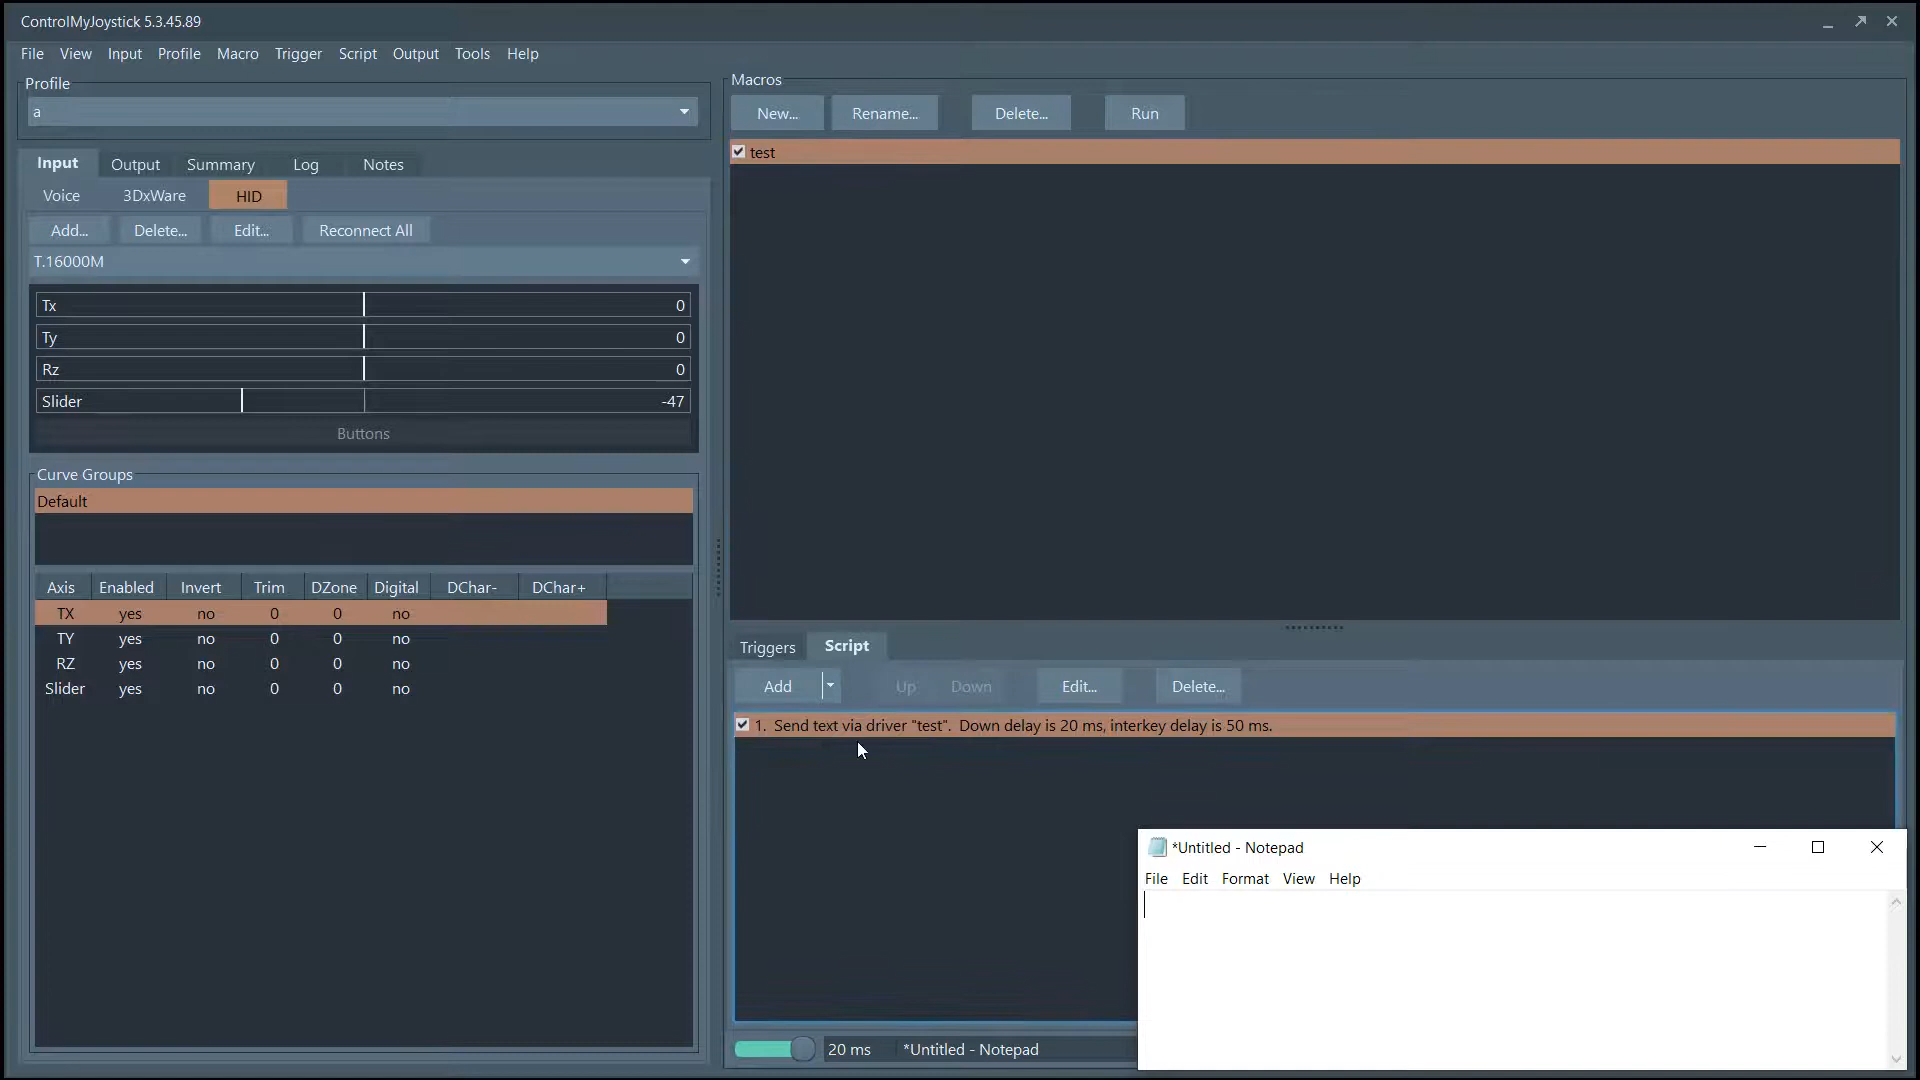 ControlMyJoystick 5.3.45.89
File View Input Profile Macro Trigger Script Output Tools Help
Profile
a
Input Output Summary Log Notes
Voice 3DxWare HID
Add... Delete... Edit... Reconnect All
T.16000M
Tx 0
Ty 0
Rz 0
Slider -47
Buttons
Curve Groups
Default
Axis Enabled Invert Trim DZone Digital DChar- DChar+
TX yes no 0 0 no
TY yes no 0 0 no
RZ yes no 0 0 no
Slider yes no 0 0 no
Macros
New... Rename... Delete... Run
test
Triggers Script
Add Up Down Edit... Delete...
1. Send text via driver "test". Down delay is 20 ms, interkey delay is 50 ms.
20 ms *Untitled - Notepad
*Untitled - Notepad
File Edit Format View Help